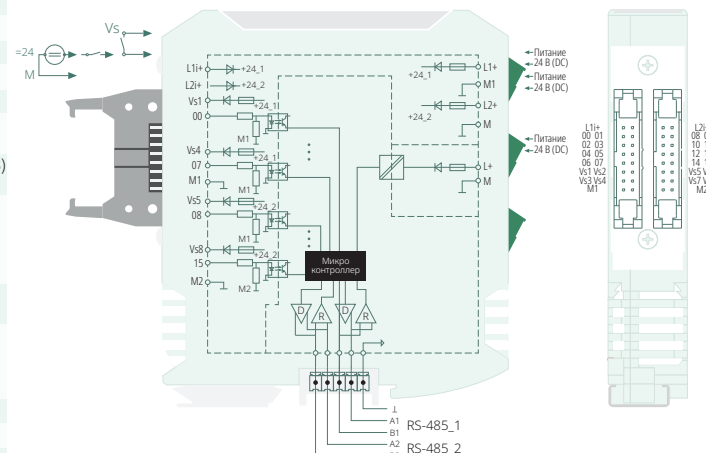 Vs
=24
M
L1i+
+24_1
L2i+
+24_2
Vs1
+24_1
00
M1
Vs4
+24_1
07
M1
M1
Vs5
+24_2
08
M1
Vs8
+24_2
15
M2
M2
L1+
+24_1
M1
L2+
+24_2
M
L+
M
Питание
24 В (DC)
Питание
24 В (DC)
Питание
24 В (DC)
Микро
контроллер
D
R
D
R
⊥
A1
RS-485_1
B1
A2
RS-485_2
L1i+
00 01
02 03
04 05
06 07
Vs1 Vs2
Vs3 Vs4
M1